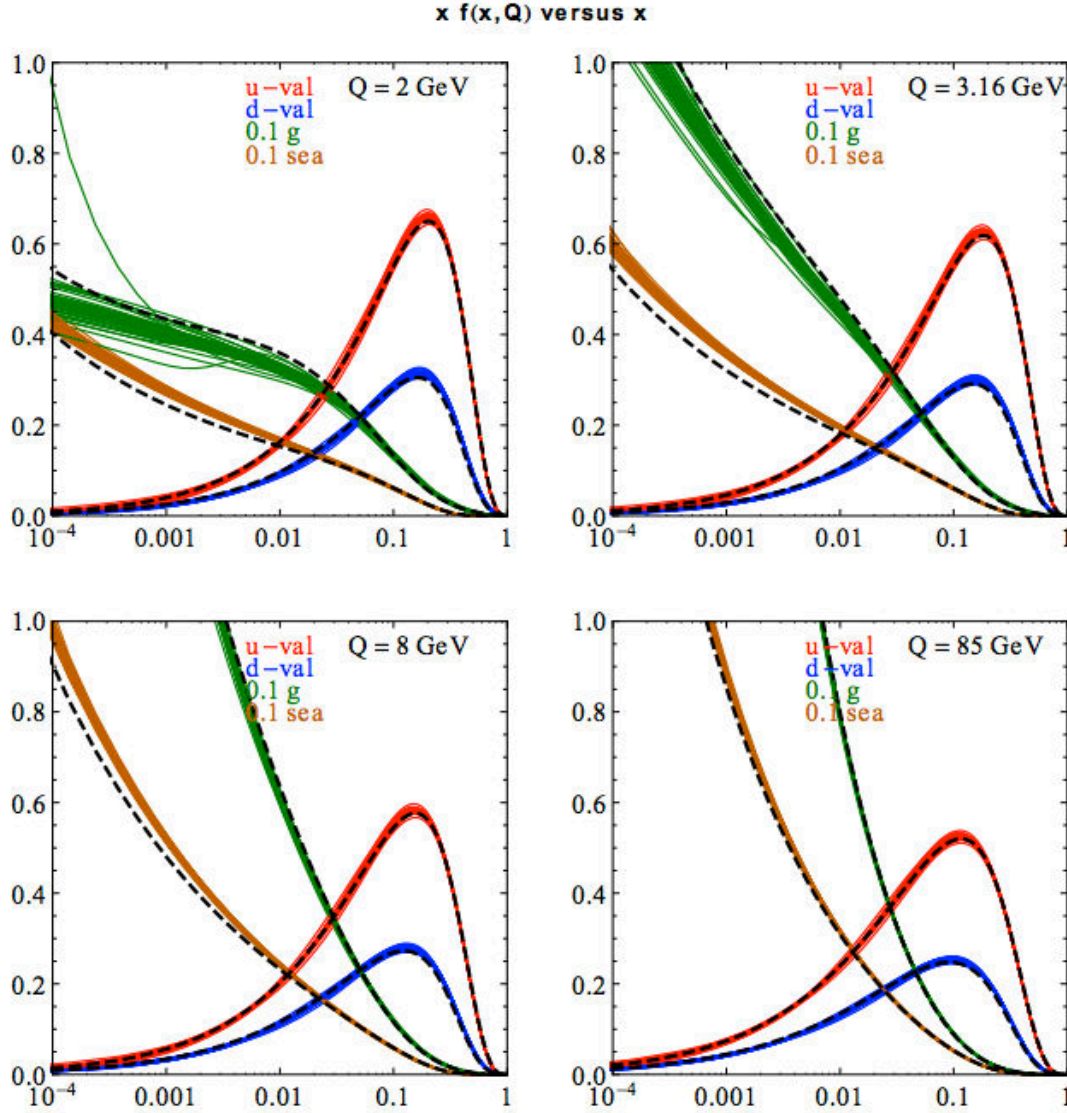 x f(x,Q) versus x
1.0
0.8
0.6
0.4
0.2
0.0
u-val
d-val
0.1 g
0.1 sea
Q = 2 GeV
10⁻⁴ 0.001 0.01 0.1 1
1.0
0.8
0.6
0.4
0.2
0.0
u-val
d-val
0.1 g
0.1 sea
Q = 3.16 GeV
10⁻⁴ 0.001 0.01 0.1 1
1.0
0.8
0.6
0.4
0.2
0.0
u-val
d-val
0.1 g
0.1 sea
Q = 8 GeV
10⁻⁴ 0.001 0.01 0.1 1
1.0
0.8
0.6
0.4
0.2
0.0
u-val
d-val
0.1 g
0.1 sea
Q = 85 GeV
10⁻⁴ 0.001 0.01 0.1 1